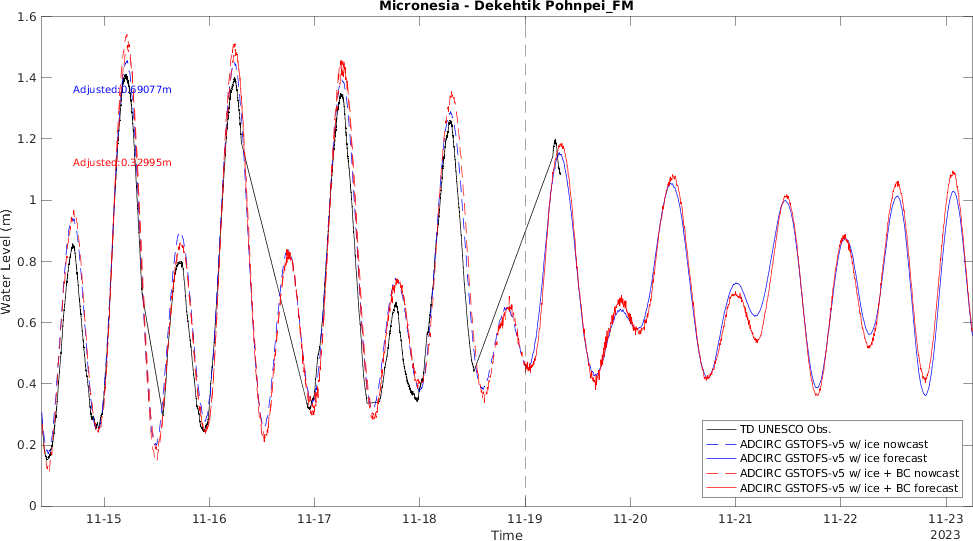 Micronesia - Dekehtik Pohnpei_FM
1.6
1.4
1.2
1
0.8
0.6
0.4
0.2
0
Water Level (m)
Adjusted:0.69077m
Adjusted:0.32995m
TD UNESCO Obs.
ADCIRC GSTOFS-v5 w/ ice nowcast
ADCIRC GSTOFS-v5 w/ ice forecast
ADCIRC GSTOFS-v5 w/ ice + BC nowcast
ADCIRC GSTOFS-v5 w/ ice + BC forecast
11-15 11-16 11-17 11-18 11-19 11-20 11-21 11-22 11-23
Time 2023